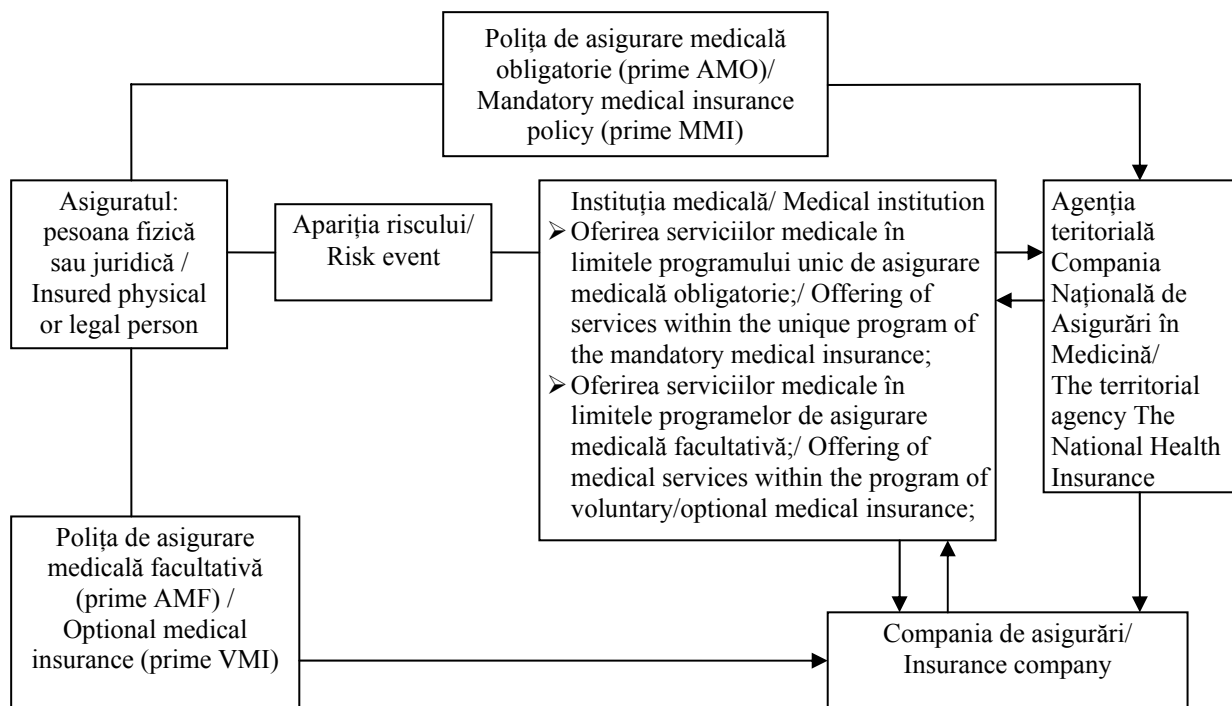 Polița de asigurare medicală
obligatorie (prime AMO)/
Mandatory medical insurance
policy (prime MMI)
Asiguratul:
pesoana fizică
sau juridică /
Insured physical
or legal person
Apariția riscului/
Risk event
Instituția medicală/ Medical institution
➢ Oferirea serviciilor medicale în
limitele programului unic de asigurare
medicală obligatorie;/ Offering of
services within the unique program of
the mandatory medical insurance;
➢ Oferirea serviciilor medicale în
limitele programelor de asigurare
medicală facultativă;/ Offering of
medical services within the program of
voluntary/optional medical insurance;
Agenția
teritorială
Compania
Națională de
Asigurări în
Medicină/
The territorial
agency The
National Health
Insurance
Polița de asigurare
medicală facultativă
(prime AMF) /
Optional medical
insurance (prime VMI)
Compania de asigurări/
Insurance company